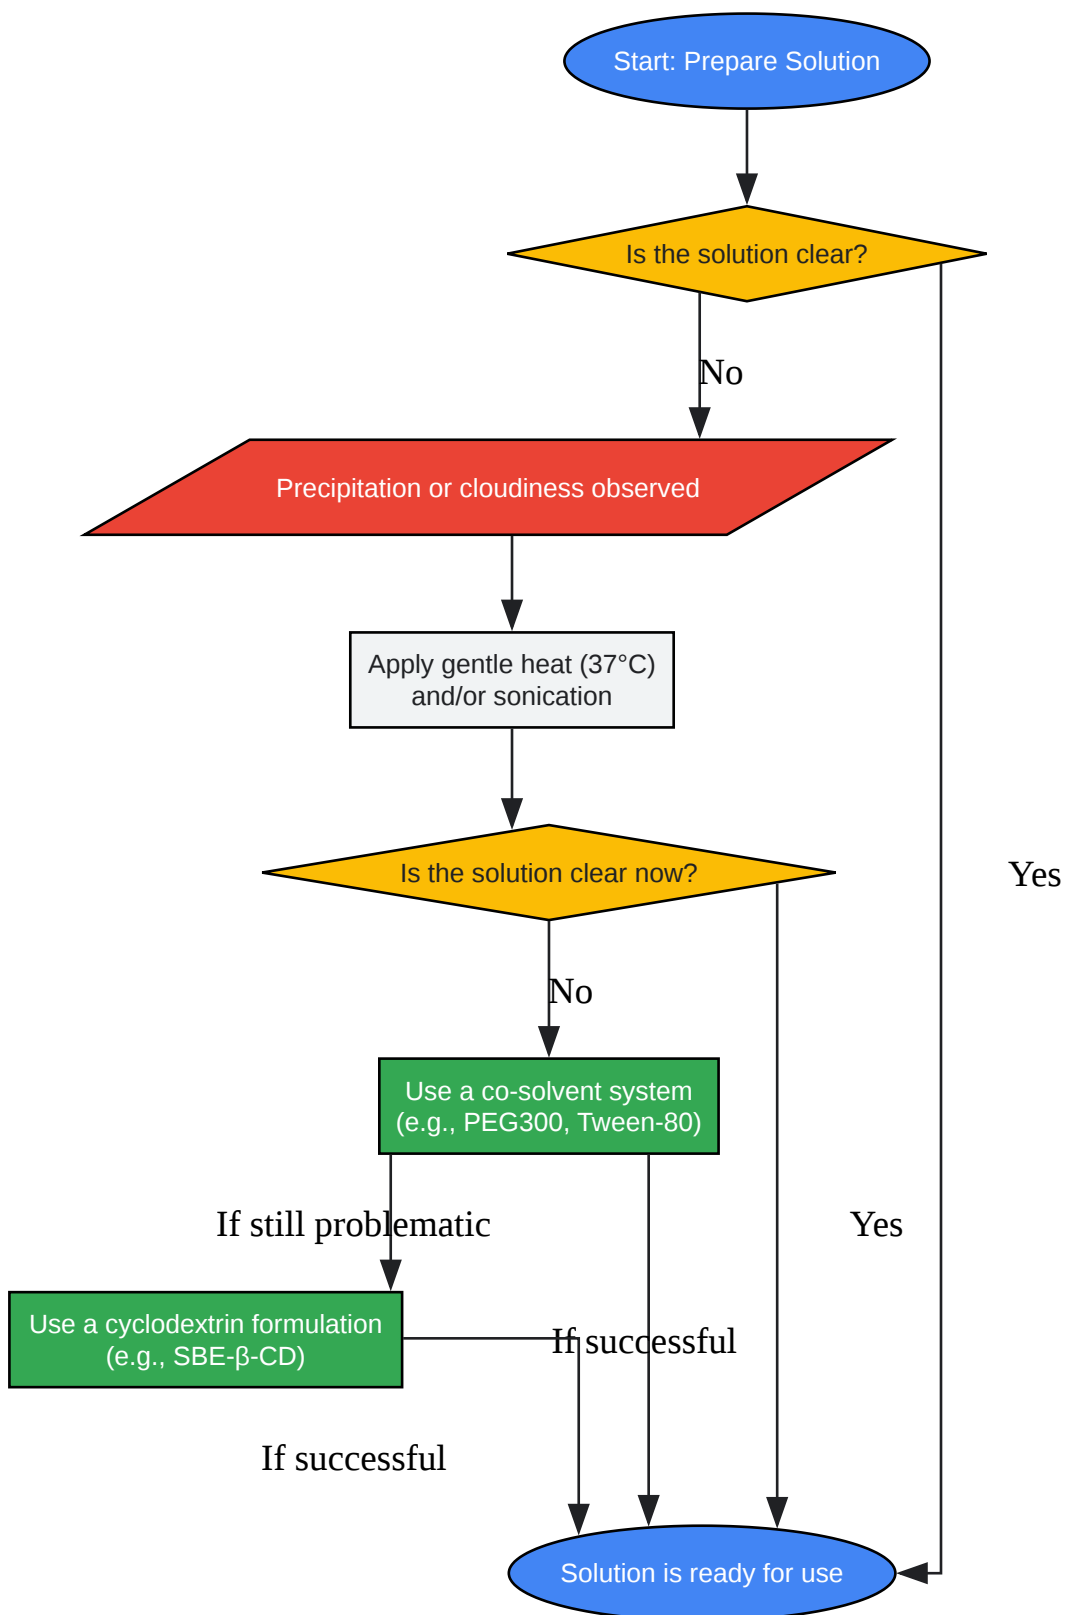 Start: Prepare Solution
Is the solution clear?
No
Precipitation or cloudiness observed
Apply gentle heat (37°C)
and/or sonication
Is the solution clear now?
Yes
No
Use a co-solvent system
(e.g., PEG300, Tween-80)
If still problematic
Yes
Use a cyclodextrin formulation
(e.g., SBE-β-CD)
If successful
If successful
Solution is ready for use